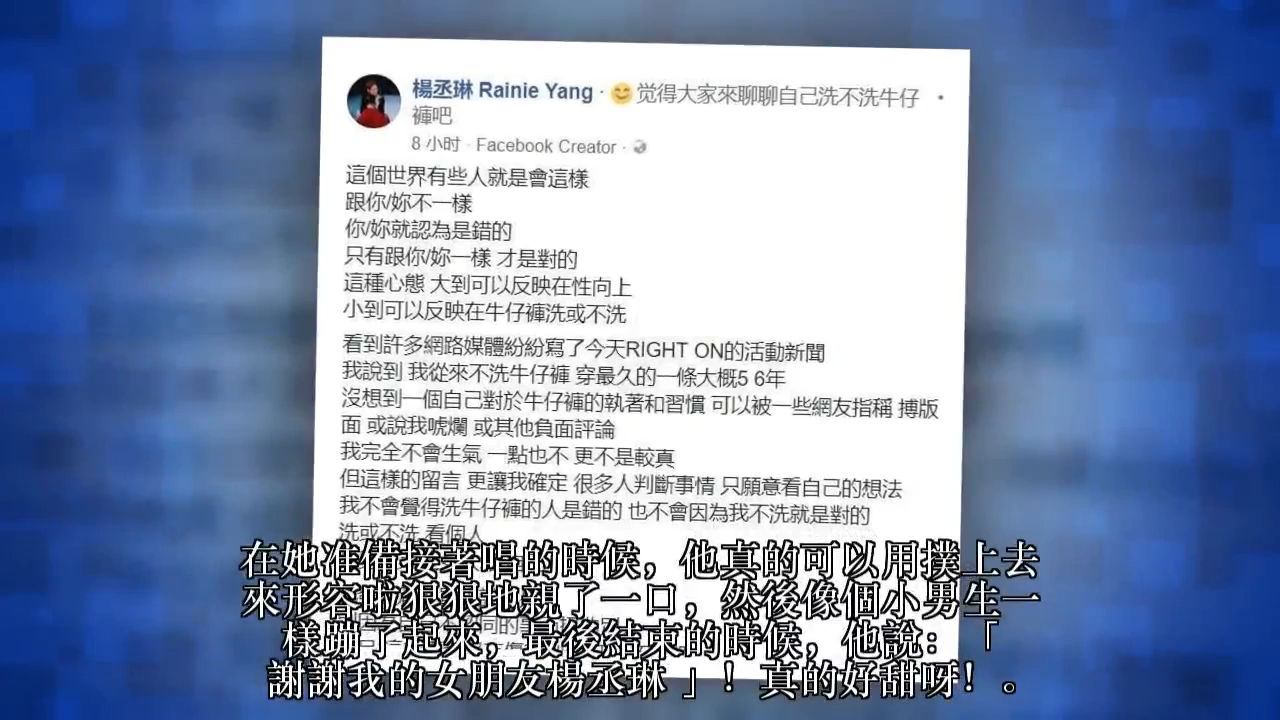 楊丞琳 Rainie Yang · 😊 觉得大家來聊聊自己洗不洗牛仔褲吧
8 小时 · Facebook Creator ·
這個世界有些人就是會這樣
跟你/妳不一樣
你/妳就認為是錯的
只有跟你/妳一樣 才是對的
這種心態 大到可以反映在性向上
小到可以反映在牛仔褲洗或不洗
看到許多網路媒體紛紛寫了今天RIGHT ON的活動新聞
我說到 我從來不洗牛仔褲 穿最久的一條大概5 6年
沒想到一個自己對於牛仔褲的執著和習慣 可以被一些網友指稱 搏版
面 或說我唬爛 或其他負面評論
我完全不會生氣 一點也不 更不是較真
但這樣的留言 更讓我確定 很多人判斷事情 只願意看自己的想法
我不會覺得洗牛仔褲的人是錯的 也不會因為我不洗就是對的
洗或不洗 看個人
在她准備接著唱的時候，他真的可以用撲上去
來形容啦狠狠地親了一口，然後像個小男生一
樣蹦了起來，最後結束的時候，他說：「
謝謝我的女朋友楊丞琳 」！真的好甜呀！。